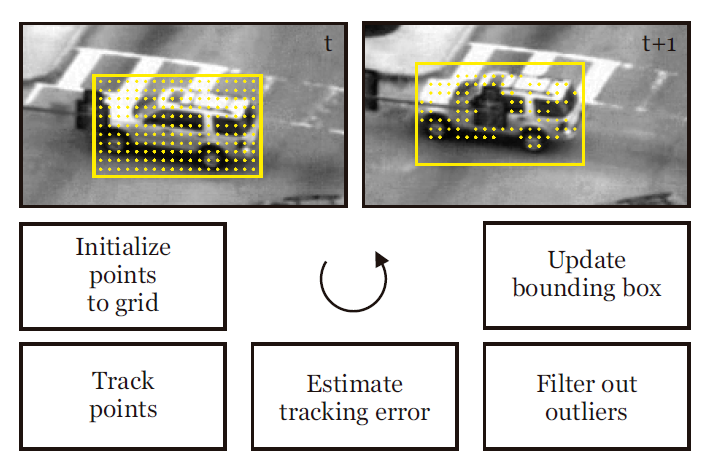 t
t+1
Initialize
points
to grid
Update
bounding box
Track
points
Estimate
tracking error
Filter out
outliers